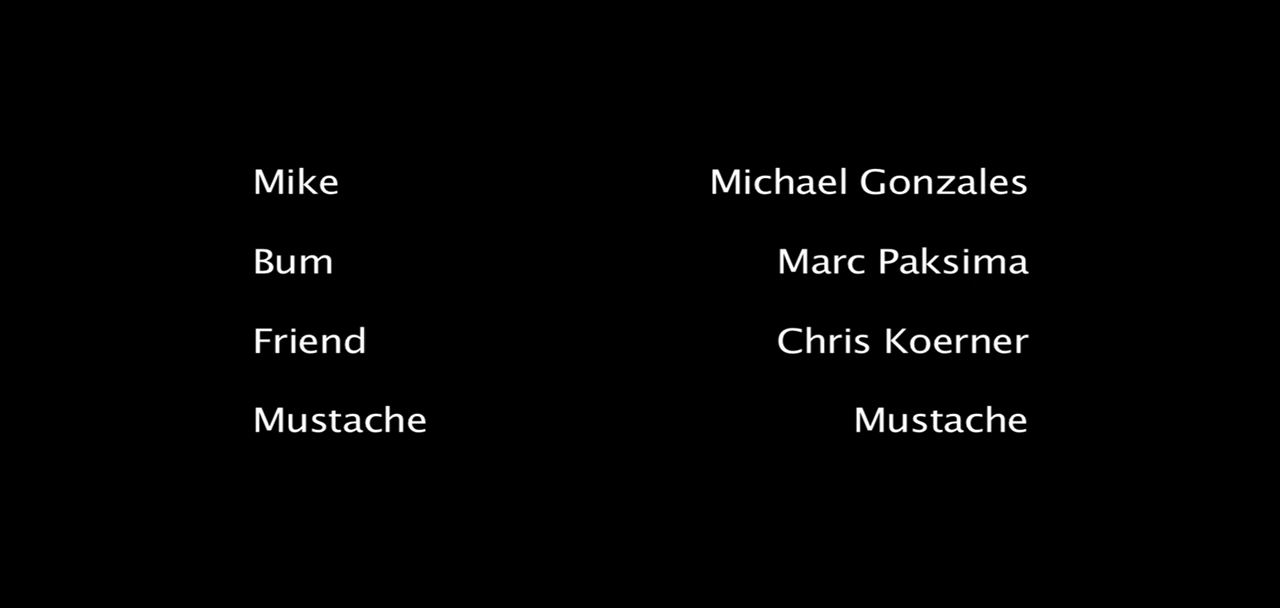 Mike Michael Gonzales
Bum Marc Paksima
Friend Chris Koerner
Mustache Mustache